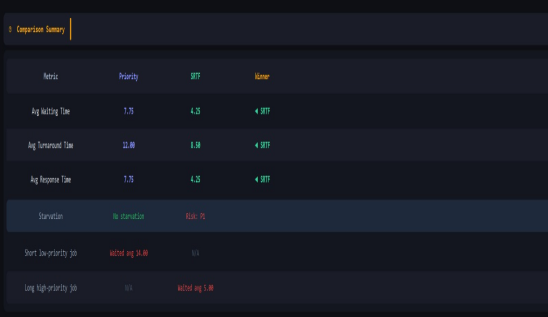 Comparison Summary
Metric Priority SRTF Winner
Avg Waiting Time 7.75 4.25 ◄ SRTF
Avg Turnaround Time 12.00 8.50 ◄ SRTF
Avg Response Time 7.75 4.25 ◄ SRTF
Starvation No starvation Risk: P1
Short low-priority job Waited avg 14.00 N/A
Long high-priority job N/A Waited avg 5.00